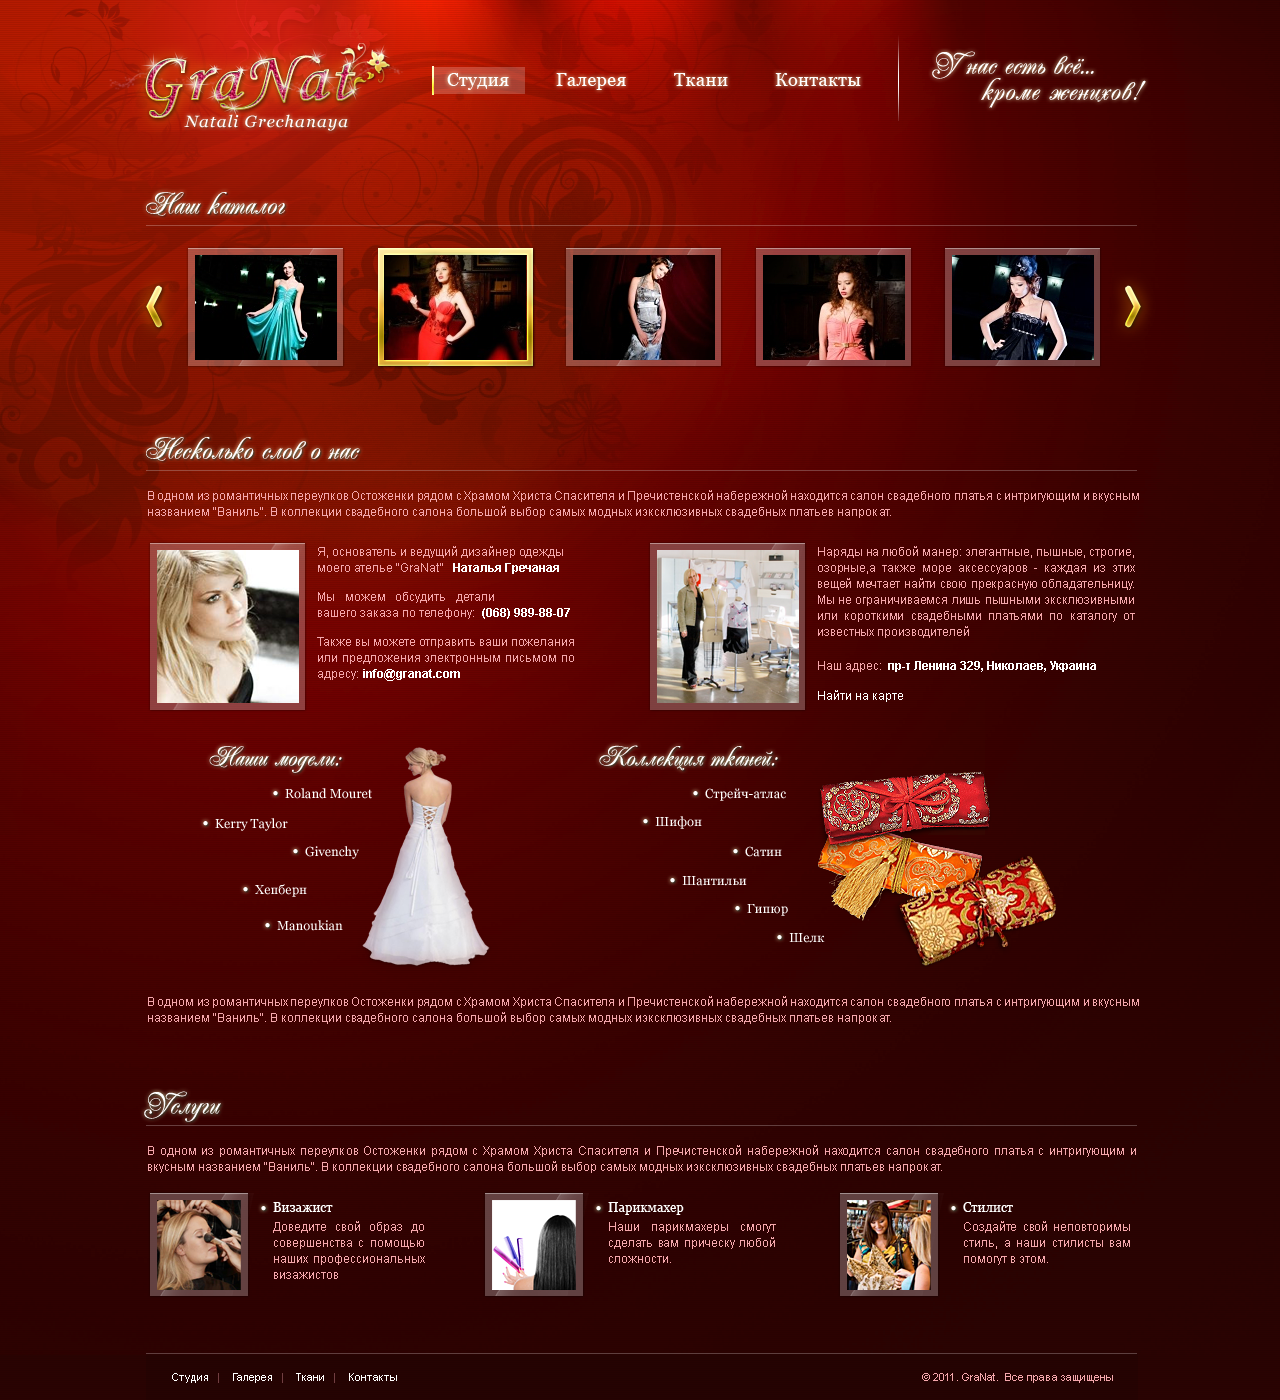 GraNat
Natali Grechanaya
Студия
Галерея
Ткани
Контакты
У нас есть всё...
кроме женихов!
Наш каталог
Несколько слов о нас
В одном из романтичных переулков Остоженки рядом с Храмом Христа Спасителя и Пречистенской набережной находится салон свадебного платья с интригующим и вкусным
названием "Ваниль". В коллекции свадебного салона большой выбор самых модных иэксклюзивных свадебных платьев напрокат.
Я, основатель и ведущий дизайнер одежды
моего ателье "GraNat" Наталья Гречаная
Мы можем обсудить детали
вашего заказа по телефону: (068) 989-88-07
Также вы можете отправить ваши пожелания
или предложения электронным письмом по
адресу: info@granat.com
Наряды на любой манер: элегантные, пышные, строгие,
озорные,а также море аксессуаров - каждая из этих
вещей мечтает найти свою прекрасную обладательницу.
Мы не ограничиваемся лишь пышными эксклюзивными
или короткими свадебными платьями по каталогу от
известных производителей
Наш адрес: пр-т Ленина 329, Николаев, Украина
Найти на карте
Наши модели:
Roland Mouret
Kerry Taylor
Givenchy
Хепберн
Manoukian
Коллекция тканей:
Стрейч-атлас
Шифон
Сатин
Шантильи
Гипюр
Шелк
В одном из романтичных переулков Остоженки рядом с Храмом Христа Спасителя и Пречистенской набережной находится салон свадебного платья с интригующим и вкусным
названием "Ваниль". В коллекции свадебного салона большой выбор самых модных иэксклюзивных свадебных платьев напрокат.
Услуги
В одном из романтичных переулков Остоженки рядом с Храмом Христа Спасителя и Пречистенской набережной находится салон свадебного платья с интригующим и
вкусным названием "Ваниль". В коллекции свадебного салона большой выбор самых модных иэксклюзивных свадебных платьев напрокат.
Визажист
Доведите свой образ до
совершенства с помощью
наших профессиональных
визажистов
Парикмахер
Наши парикмахеры смогут
сделать вам прическу любой
сложности.
Стилист
Создайте свой неповторимы
стиль, а наши стилисты вам
помогут в этом.
Студия | Галерея | Ткани | Контакты
© 2011. GraNat. Все права защищены